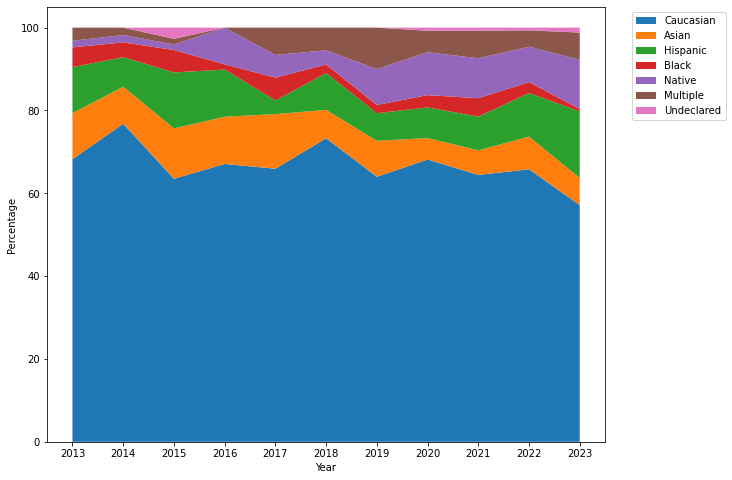 100
80
60
40
20
0
Percentage
2013 2014 2015 2016 2017 2018 2019 2020 2021 2022 2023
Year
Caucasian
Asian
Hispanic
Black
Native
Multiple
Undeclared